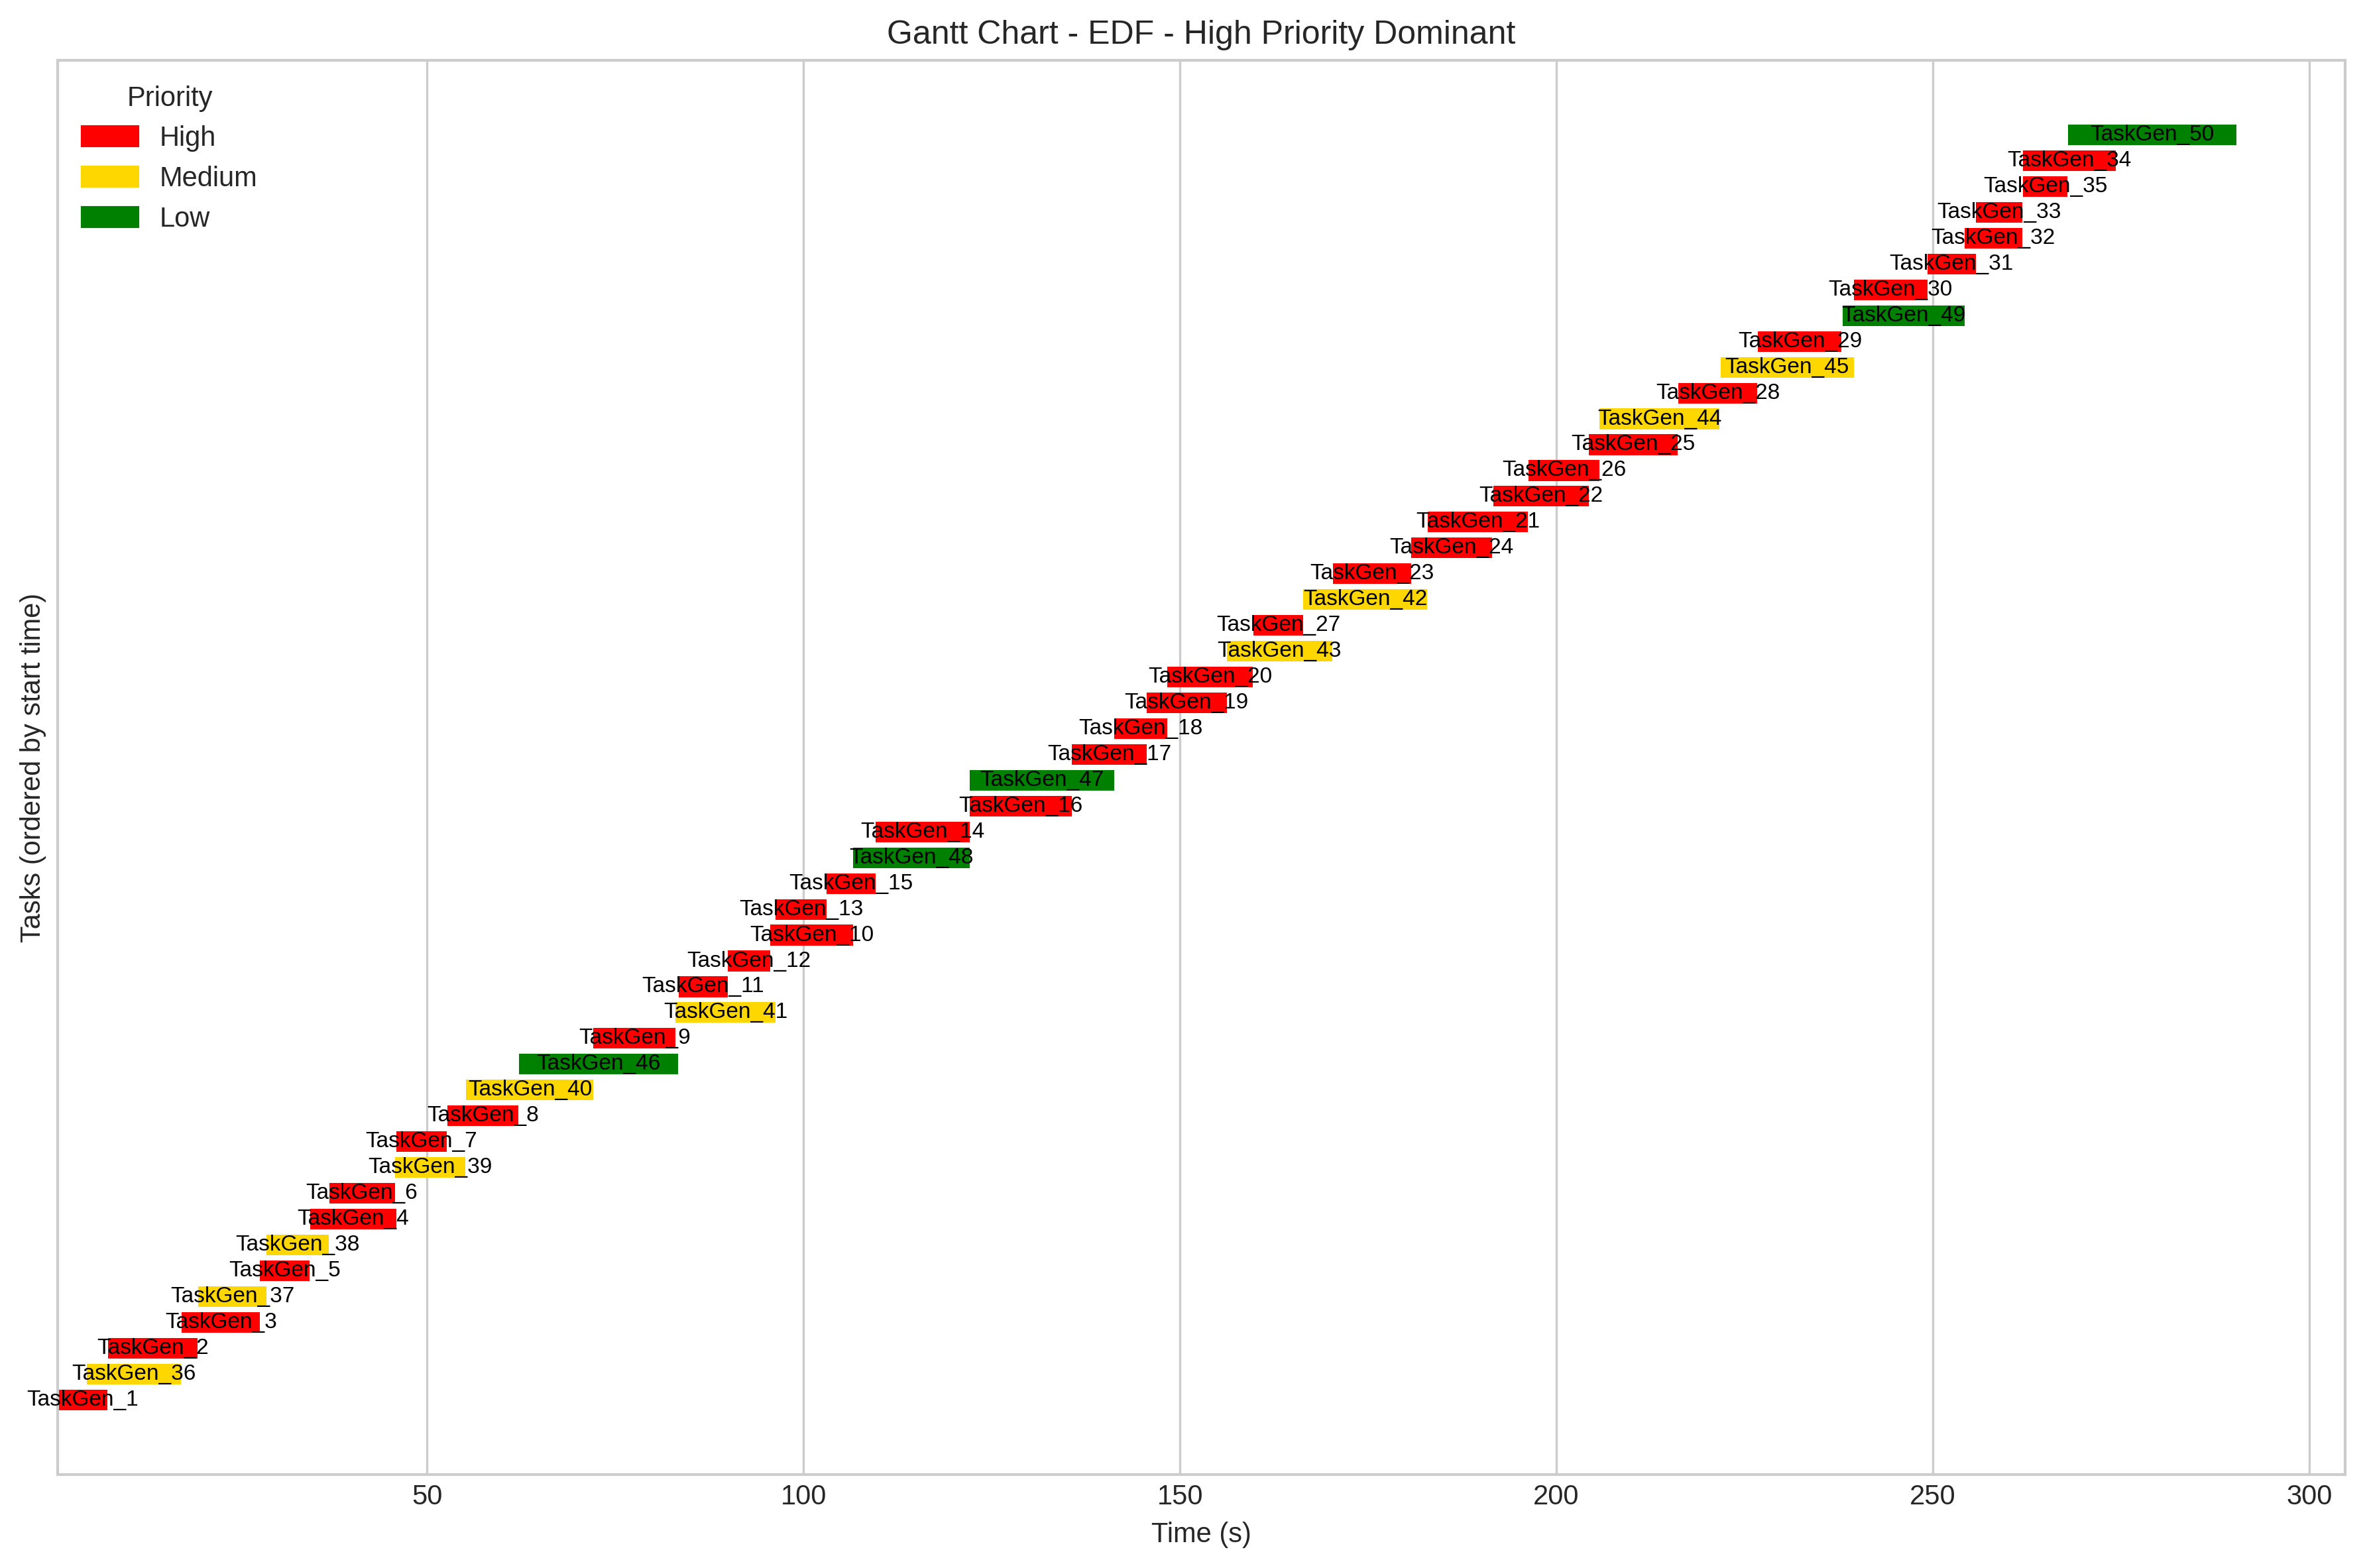 Gantt Chart - EDF - High Priority Dominant
Priority
High
Medium
Low
TaskGen_50
TaskGen_34
TaskGen_35
TaskGen_33
TaskGen_32
TaskGen_31
TaskGen_30
TaskGen_49
TaskGen_29
TaskGen_45
TaskGen_28
TaskGen_44
TaskGen_25
TaskGen_26
TaskGen_22
TaskGen_21
TaskGen_24
TaskGen_23
TaskGen_42
TaskGen_27
TaskGen_43
TaskGen_20
TaskGen_19
TaskGen_18
TaskGen_17
TaskGen_47
TaskGen_16
TaskGen_14
TaskGen_48
TaskGen_15
TaskGen_13
TaskGen_10
TaskGen_12
TaskGen_11
TaskGen_41
TaskGen_9
TaskGen_46
TaskGen_40
TaskGen_8
TaskGen_7
TaskGen_39
TaskGen_6
TaskGen_4
TaskGen_38
TaskGen_5
TaskGen_37
TaskGen_3
TaskGen_2
TaskGen_36
TaskGen_1
Tasks (ordered by start time)
50 100 150 200 250 300
Time (s)